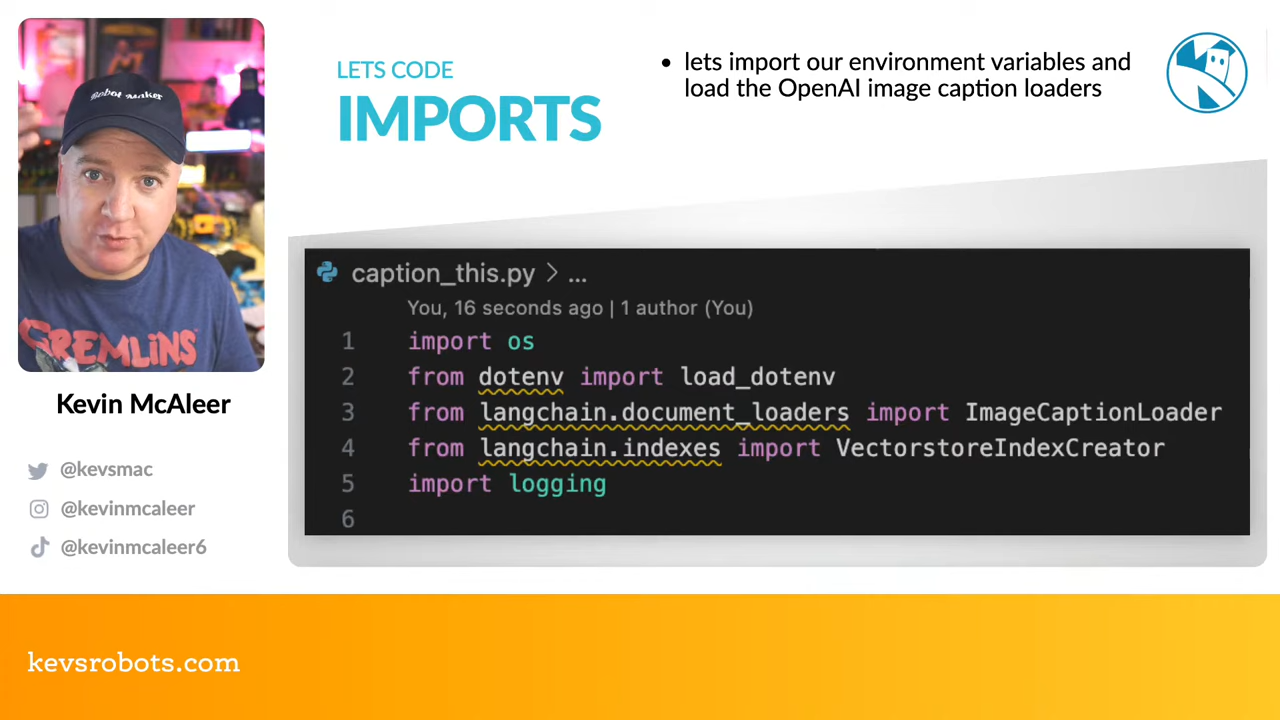 Robot Maker
GREMLINS
Kevin McAleer
@kevsmac
@kevinmcaleer
@kevinmcaleer6
LETS CODE
IMPORTS
• lets import our environment variables and
load the OpenAI image caption loaders
caption_this.py > ...
You, 16 seconds ago | 1 author (You)
1 import os
2 from dotenv import load_dotenv
3 from langchain.document_loaders import ImageCaptionLoader
4 from langchain.indexes import VectorstoreIndexCreator
5 import logging
6
kevsrobots.com